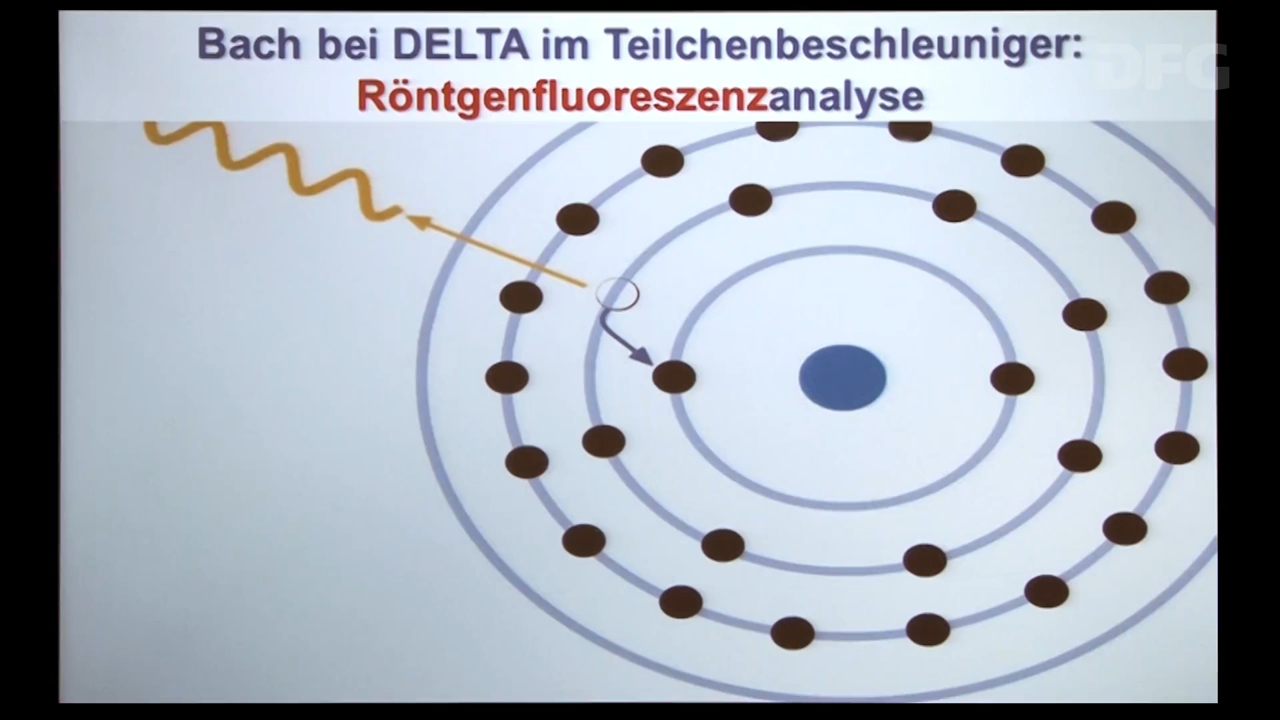 Bach bei DELTA im Teilchenbeschleuniger:
DFG
Röntgenfluoreszenzanalyse